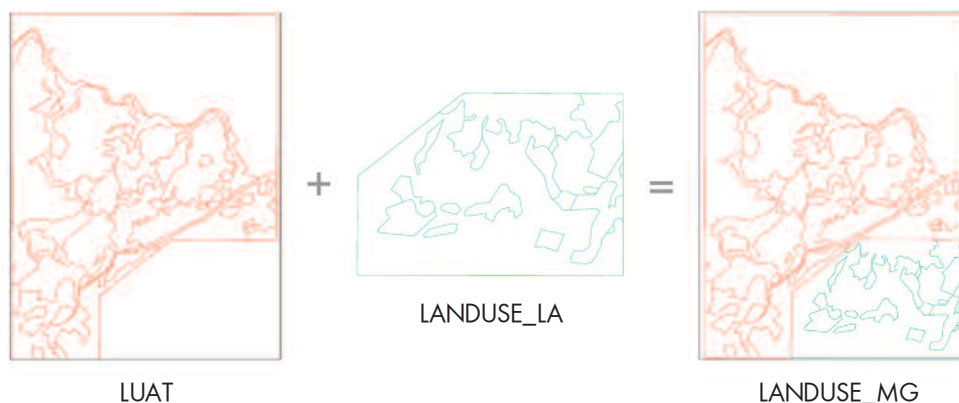 +
=
LANDUSE_LA
LUAT
LANDUSE_MG